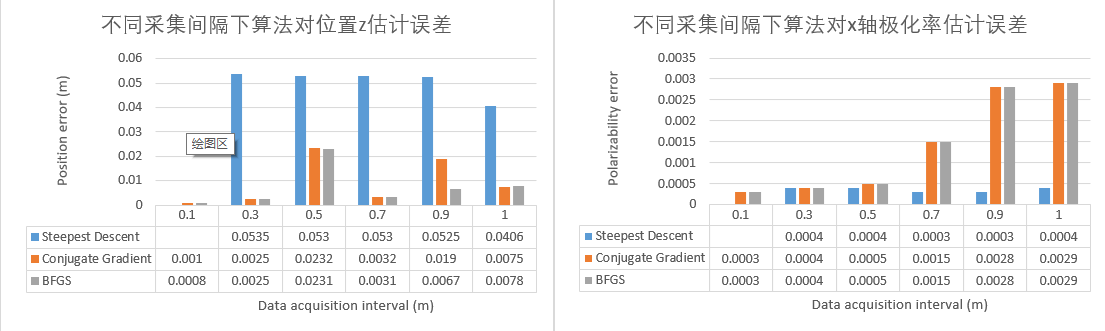 不同采集间隔下算法对位置z估计误差
Position error (m)
0.06
0.05
0.04
0.03
0.02
0.01
0
绘图区
0.1 0.3 0.5 0.7 0.9 1
Steepest Descent 0.0535 0.053 0.053 0.0525 0.0406
Conjugate Gradient 0.001 0.0025 0.0232 0.0032 0.019 0.0075
BFGS 0.0008 0.0025 0.0231 0.0031 0.0067 0.0078
Data acquisition interval (m)
不同采集间隔下算法对x轴极化率估计误差
Polarizability error
0.0035
0.003
0.0025
0.002
0.0015
0.001
0.0005
0
0.1 0.3 0.5 0.7 0.9 1
Steepest Descent 0.0004 0.0004 0.0003 0.0003 0.0004
Conjugate Gradient 0.0003 0.0004 0.0005 0.0015 0.0028 0.0029
BFGS 0.0003 0.0004 0.0005 0.0015 0.0028 0.0029
Data acquisition interval (m)